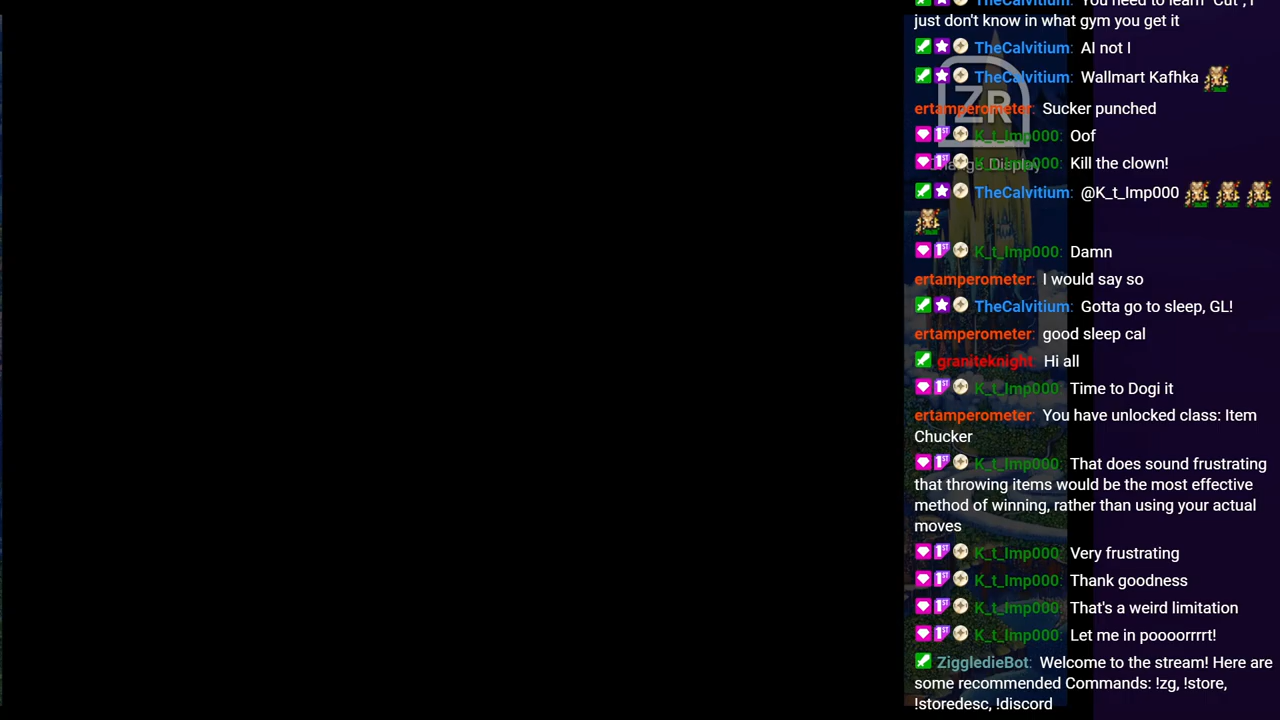 just don't know in what gym you get it
TheCalvitium: AI not I
TheCalvitium: Wallmart Kafhka
ZR
ertamperometer: Sucker punched
K_t_Imp000: Oof
K_t_Imp000: Kill the clown!
Display
TheCalvitium: @K_t_Imp000
K_t_Imp000: Damn
ertamperometer: I would say so
TheCalvitium: Gotta go to sleep, GL!
ertamperometer: good sleep cal
graniteknight: Hi all
K_t_Imp000: Time to Dogi it
ertamperometer: You have unlocked class: Item
Chucker
K_t_Imp000: That does sound frustrating
that throwing items would be the most effective
method of winning, rather than using your actual
moves
K_t_Imp000: Very frustrating
K_t_Imp000: Thank goodness
K_t_Imp000: That's a weird limitation
K_t_Imp000: Let me in poooorrrrt!
ZiggledieBot: Welcome to the stream! Here are
some recommended Commands: !zg, !store,
!storedesc, !discord